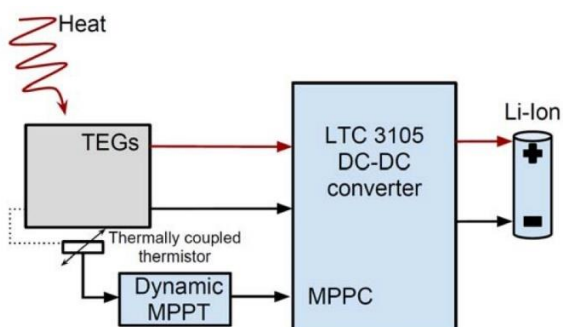 Heat
TEGs
LTC 3105
DC-DC
converter
Li-Ion
Thermally coupled
thermistor
Dynamic
MPPT
MPPC